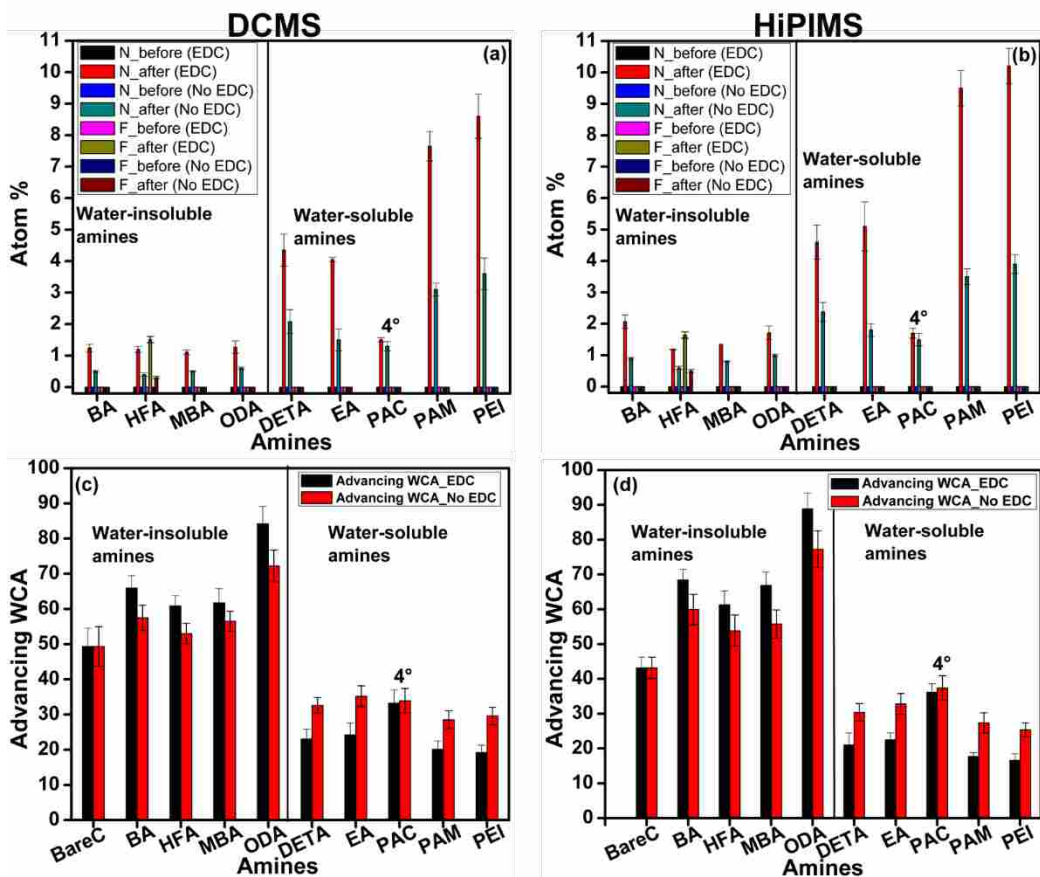 DCMS
HiPIMS
(a)
11
10
9
8
7
6
5
4
3
2
1
0
Atom %
N_before (EDC)
N_after (EDC)
N_before (No EDC)
N_after (No EDC)
F_before (EDC)
F_after (EDC)
F_before (No EDC)
F_after (No EDC)
Water-insoluble
amines
Water-soluble
amines
4°
BA HFA MBA ODA DETA EA PAC PAM PEI
Amines
(b)
11
10
9
8
7
6
5
4
3
2
1
0
Atom %
N_before (EDC)
N_after (EDC)
N_before (No EDC)
N_after (No EDC)
F_before (EDC)
F_after (EDC)
F_before (No EDC)
F_after (No EDC)
Water-insoluble
amines
Water-soluble
amines
4°
BA HFA MBA ODA DETA EA PAC PAM PEI
Amines
(c)
100
90
80
70
60
50
40
30
20
10
0
Advancing WCA
Advancing WCA_EDC
Advancing WCA_No EDC
Water-insoluble
amines
Water-soluble
amines
4°
BareC BA HFA MBA ODA DETA EA PAC PAM PEI
Amines
(d)
100
90
80
70
60
50
40
30
20
10
0
Advancing WCA
Advancing WCA_EDC
Advancing WCA_No EDC
Water-insoluble
amines
Water-soluble
amines
4°
BareC BA HFA MBA ODA DETA EA PAC PAM PEI
Amines